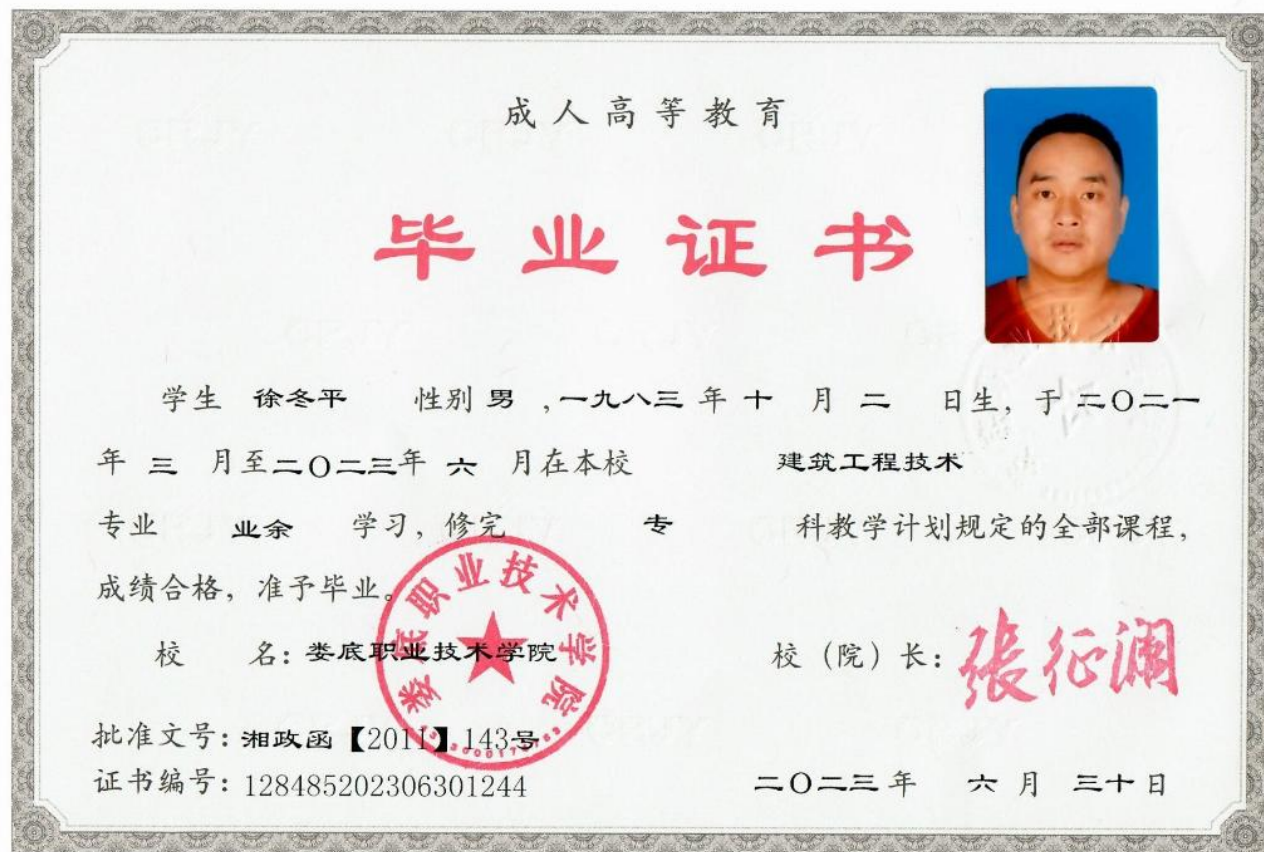 成人高等教育
毕业证书
学生 徐冬平 性别 男 ,一九八三 年 十 月 二 日生, 于 二〇二一
年 三 月至 二〇二三 年 六 月在本校 建筑工程技术
专业 业余 学习, 修完 专 科教学计划规定的全部课程,
成绩合格, 准予毕业。
娄底职业技术学院
校 名: 娄底职业技术学院 校（院）长: 张征澜
批准文号: 湘政函【2011】143号
证书编号: 128485202306301244 二〇二三 年 六 月 三十 日